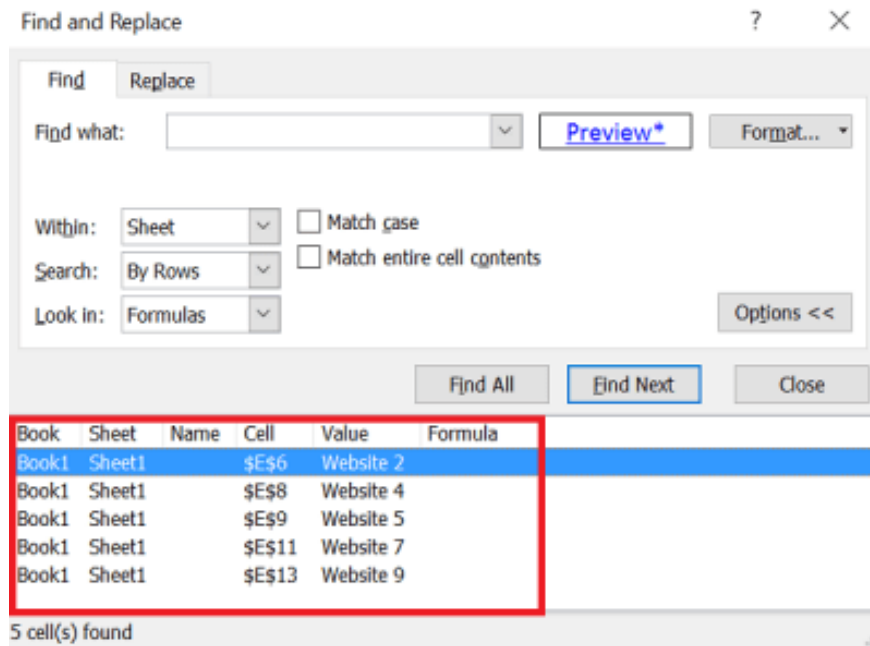 Find and Replace ?
Find Replace
Find what: Preview* Format...
Within: Sheet Match case
Match entire cell contents
Search: By Rows
Look in: Formulas Options <<
Find All Find Next Close
Book Sheet Name Cell Value Formula
Book1 Sheet1 $E$6 Website 2
Book1 Sheet1 $E$8 Website 4
Book1 Sheet1 $E$9 Website 5
Book1 Sheet1 $E$11 Website 7
Book1 Sheet1 $E$13 Website 9
5 cell(s) found